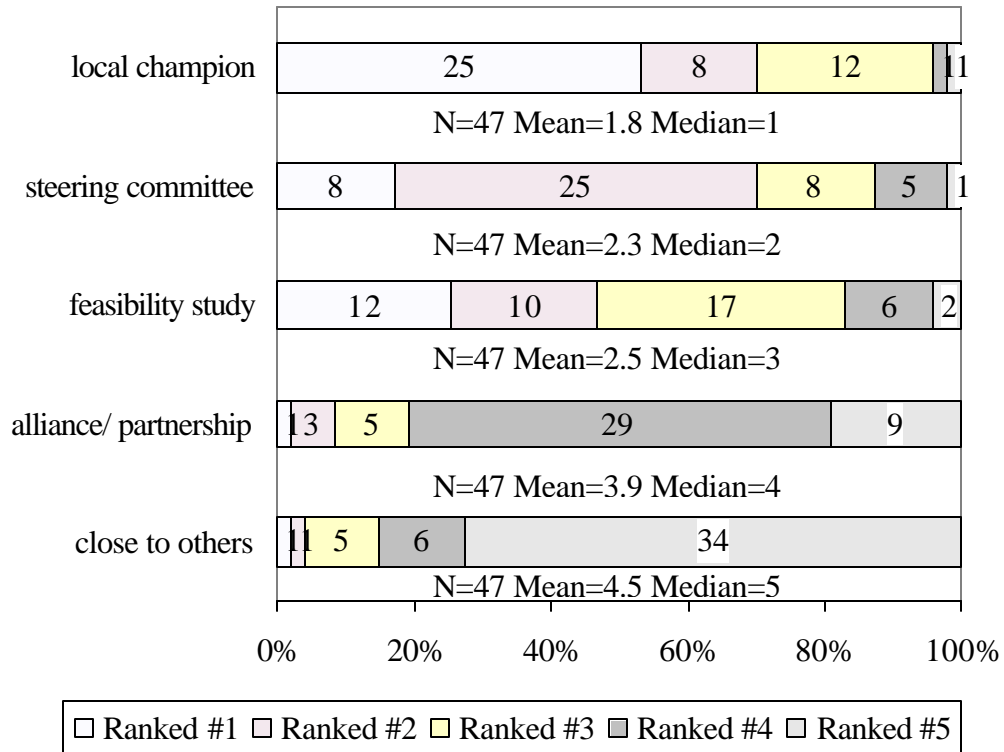 local champion 25 8 12 1 1
N=47 Mean=1.8 Median=1
steering committee 8 25 8 5 1
N=47 Mean=2.3 Median=2
feasibility study 12 10 17 6 2
N=47 Mean=2.5 Median=3
alliance/ partnership 1 3 5 29 9
N=47 Mean=3.9 Median=4
close to others 1 1 5 6 34
N=47 Mean=4.5 Median=5
0% 20% 40% 60% 80% 100%
Ranked #1 Ranked #2 Ranked #3 Ranked #4 Ranked #5